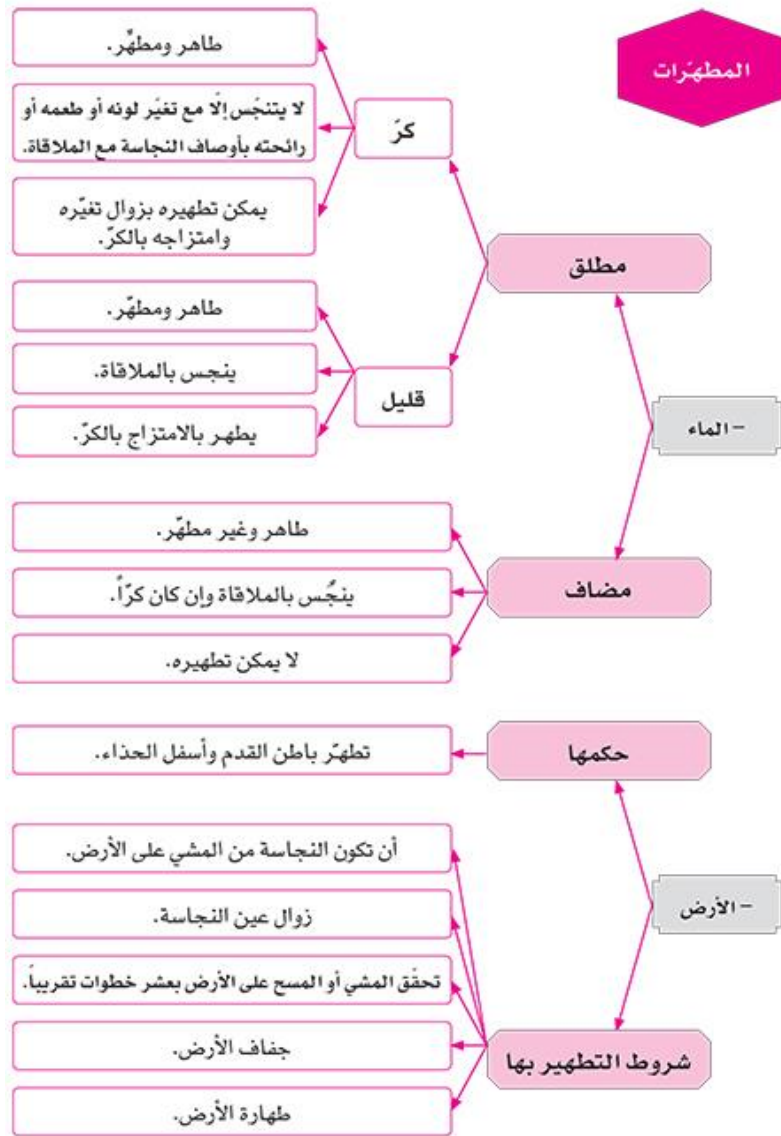 المطهّرات
– الماء
مطلق
كرّ
طاهر ومطهّر.
لا يتنجّس إلّا مع تغيّر لونه أو طعمه أو
رائحته بأوصاف النجاسة مع الملاقاة.
يمكن تطهيره بزوال تغيّره
وامتزاجه بالكرّ.
قليل
طاهر ومطهّر.
ينجس بالملاقاة.
يطهر بالامتزاج بالكرّ.
مضاف
طاهر وغير مطهّر.
ينجُس بالملاقاة وإن كان كرّاً.
لا يمكن تطهيره.
– الأرض
حكمها
تطهّر باطن القدم وأسفل الحذاء.
شروط التطهير بها
أن تكون النجاسة من المشي على الأرض.
زوال عين النجاسة.
تحقّق المشي أو المسح على الأرض بعشر خطوات تقريباً.
جفاف الأرض.
طهارة الأرض.